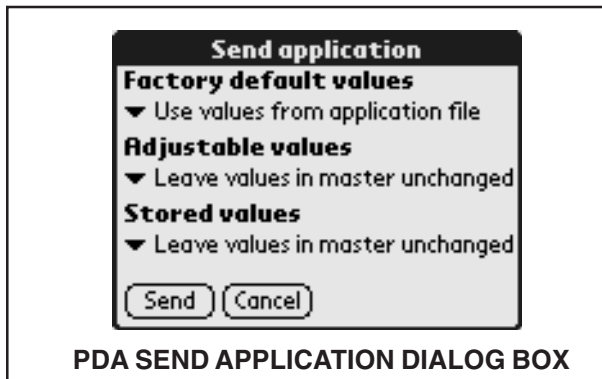 Send application
Factory default values
Use values from application file
Adjustable values
Leave values in master unchanged
Stored values
Leave values in master unchanged
Send Cancel
PDA SEND APPLICATION DIALOG BOX